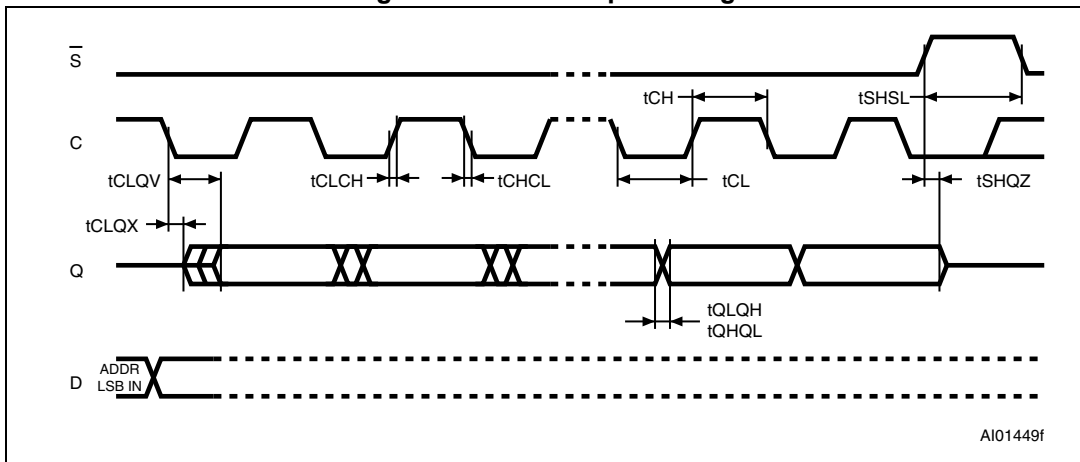 S̅
tCH
tSHSL
C
tCLQV
tCLCH
tCHCL
tCL
tSHQZ
tCLQX
Q
tQLQH
tQHQL
D
ADDR
LSB IN
AI01449f